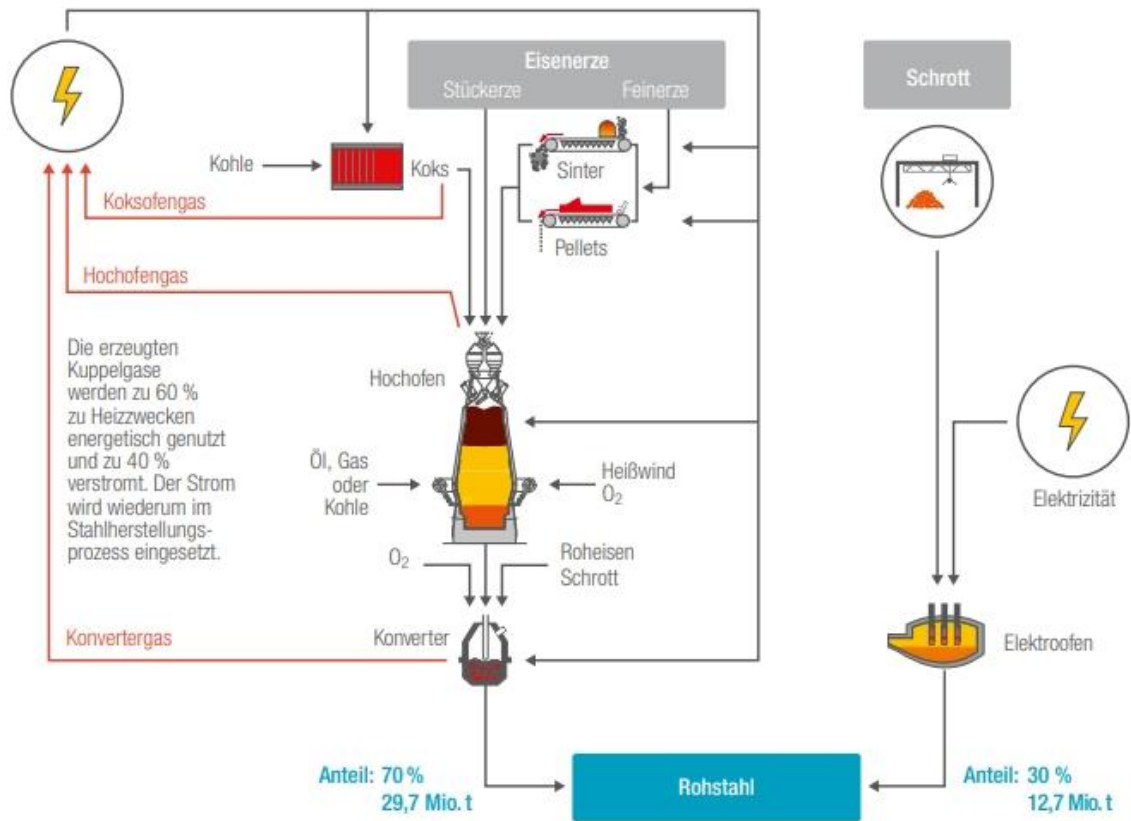 Eisenerze
Stückerze Feinerze
Schrott
Kohle
Koks
Sinter
Koksofengas
Pellets
Hochofengas
Die erzeugten
Kuppelgase
werden zu 60 %
zu Heizzwecken
energetisch genutzt
und zu 40 %
verstromt. Der Strom
wird wiederum im
Stahlherstellungs-
prozess eingesetzt.
Hochofen
Öl, Gas
oder
Kohle
Heißwind
O₂
Elektrizität
O₂
Roheisen
Schrott
Konvertergas
Konverter
Elektroofen
Anteil: 70 %
29,7 Mio. t
Rohstahl
Anteil: 30 %
12,7 Mio. t